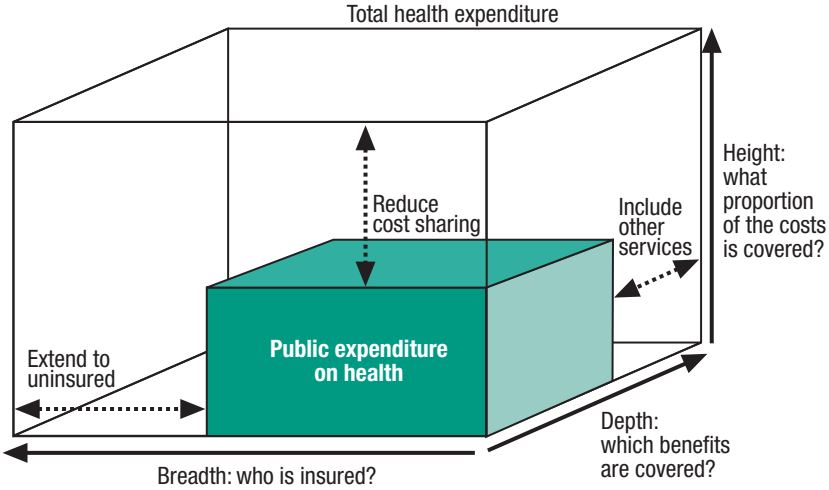 Total health expenditure
Height:
what
proportion
of the costs
is covered?
Reduce
cost sharing
Include
other
services
Public expenditure
on health
Extend to
uninsured
Depth:
which benefits
are covered?
Breadth: who is insured?